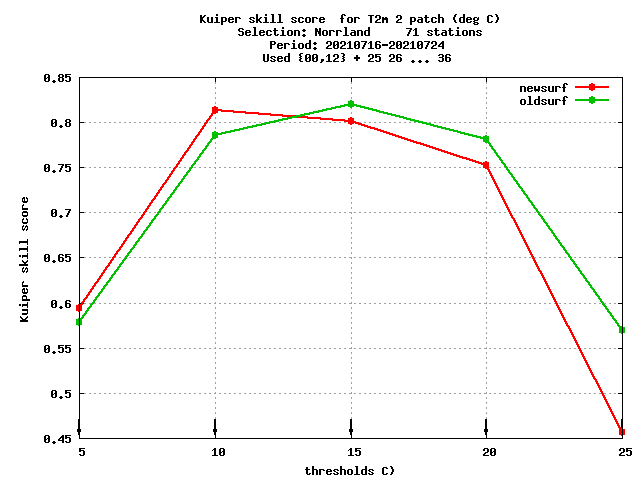 Kuiper skill score  for T2m 2 patch (deg C)
Selection: Norrland     71 stations
Period: 20210716-20210724
Used {00,12} + 25 26 ... 36
0.85
0.8
0.75
0.7
0.65
0.6
0.55
0.5
0.45
Kuiper skill score
newsurf
oldsurf
5 10 15 20 25
thresholds C)